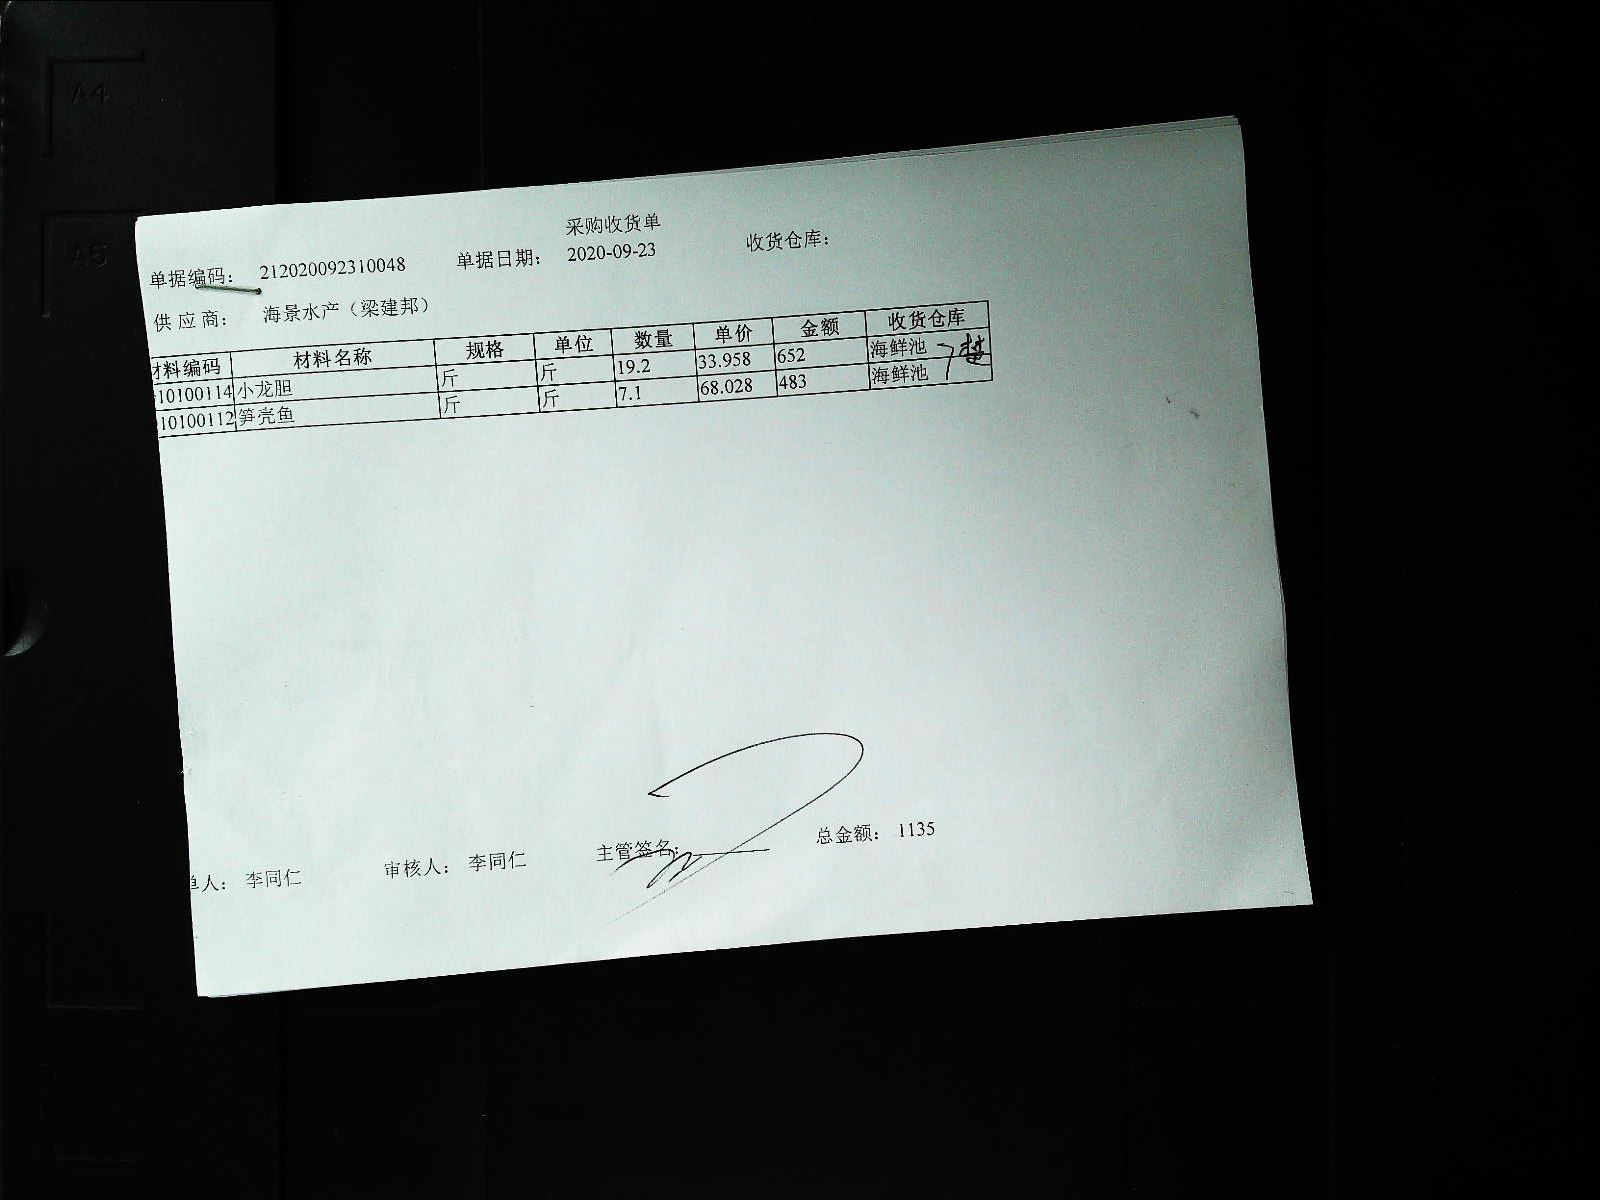 A4
A5
采购收货单
单据编码: 212020092310048 单据日期: 2020-09-23 收货仓库:
供应商: 海景水产（梁建邦）
材料编码 材料名称 规格 单位 数量 单价 金额 收货仓库
10100114 小龙胆 斤 斤 19.2 33.958 652 海鲜池
10100112 笋壳鱼 斤 斤 7.1 68.028 483 海鲜池
单人: 李同仁 审核人: 李同仁 主管签名: 总金额: 1135